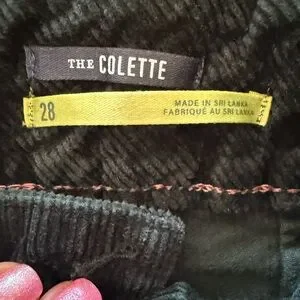 THE COLETTE
28
MADE IN SRI LANKA
FABRIQUÉ AU SRI LANKA